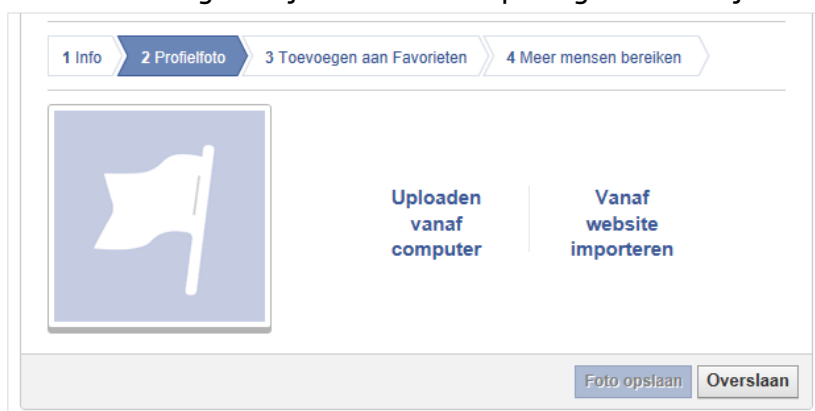 1 Info 2 Profielfoto 3 Toevoegen aan Favorieten 4 Meer mensen bereiken
Uploaden
vanaf
computer
Vanaf
website
importeren
Foto opslaan Overslaan